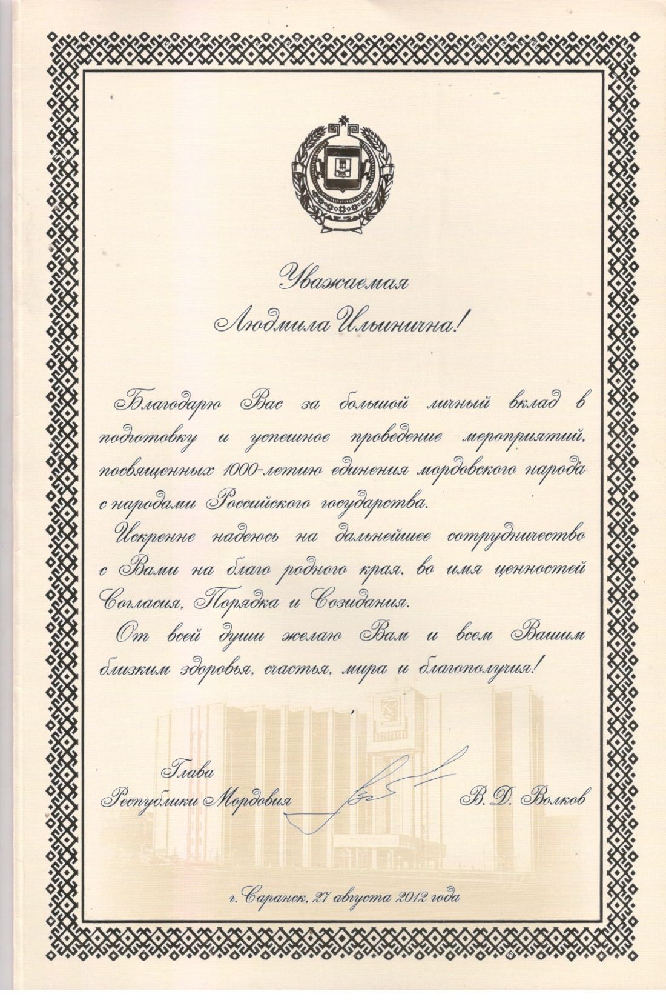 Уважаемая
Людмила Ильинична!
Благодарю Вас за большой личный вклад в
подготовку и успешное проведение мероприятий,
посвященных 1000-летию единения мордовского народа
с народами Российского государства.
Искренне надеюсь на дальнейшее сотрудничество
с Вами на благо родного края, во имя ценностей
Согласия, Порядка и Созидания.
От всей души желаю Вам и всем Вашим
близким здоровья, счастья, мира и благополучия!
Глава
Республики Мордовия
В. Д. Волков
г. Саранск, 27 августа 2012 года